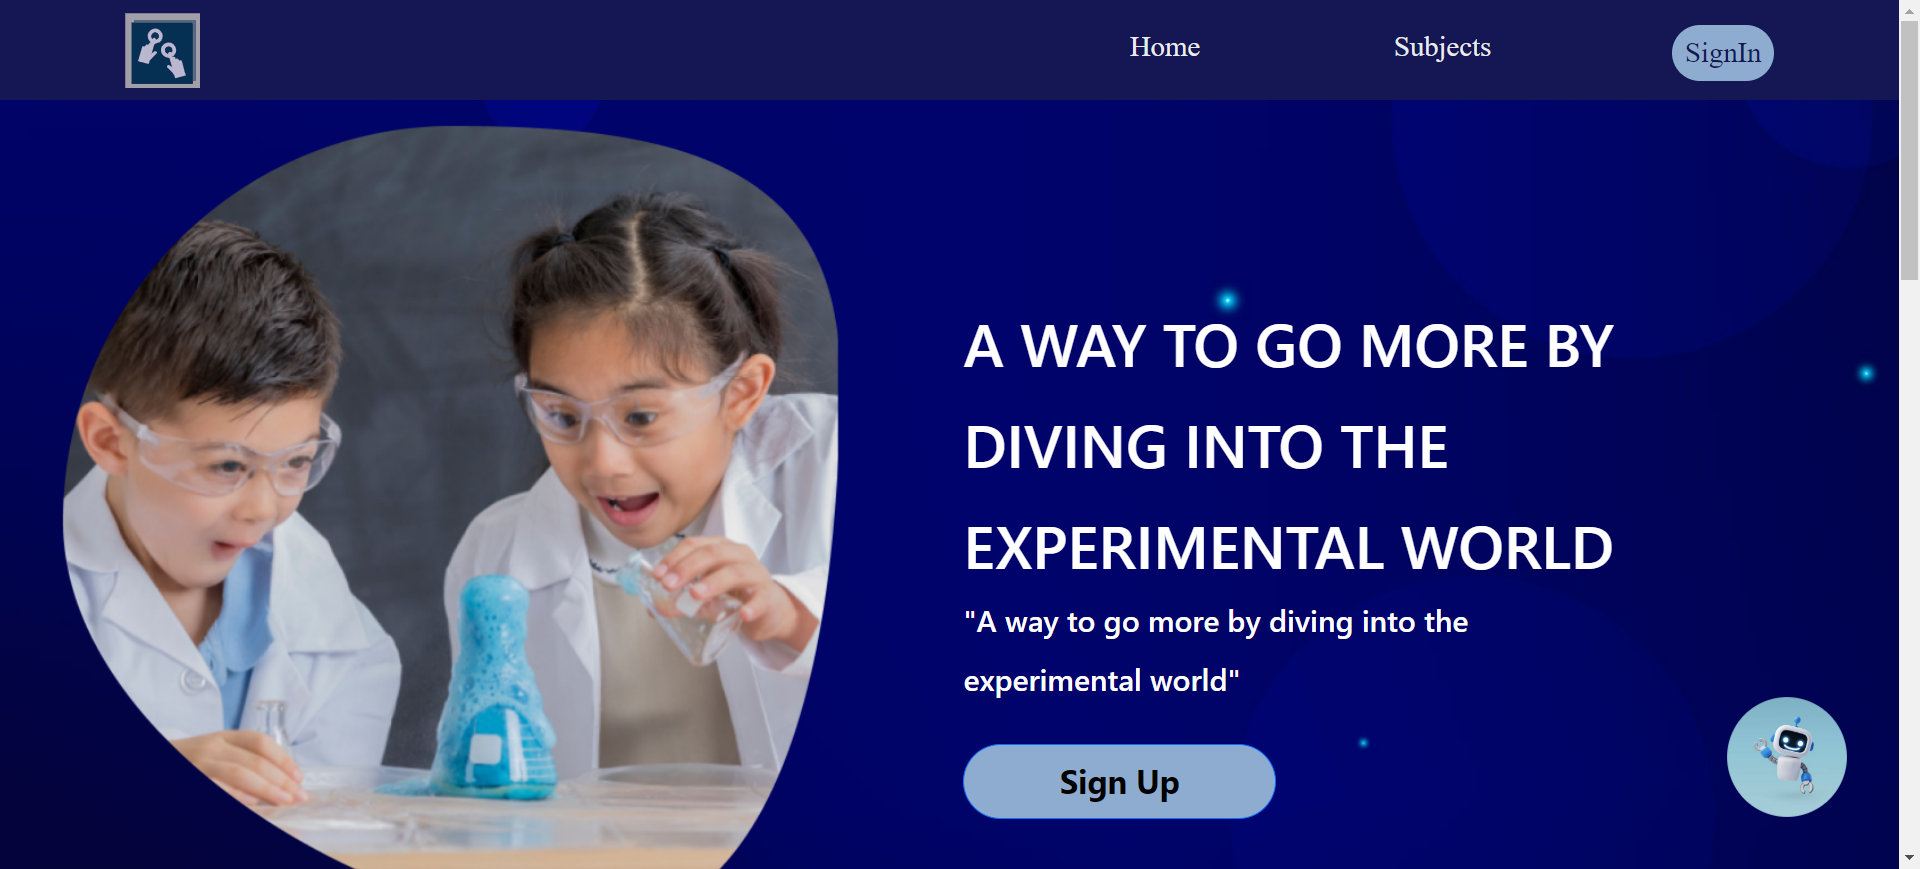 Home
Subjects
SignIn
A WAY TO GO MORE BY
DIVING INTO THE
EXPERIMENTAL WORLD
"A way to go more by diving into the
experimental world"
Sign Up